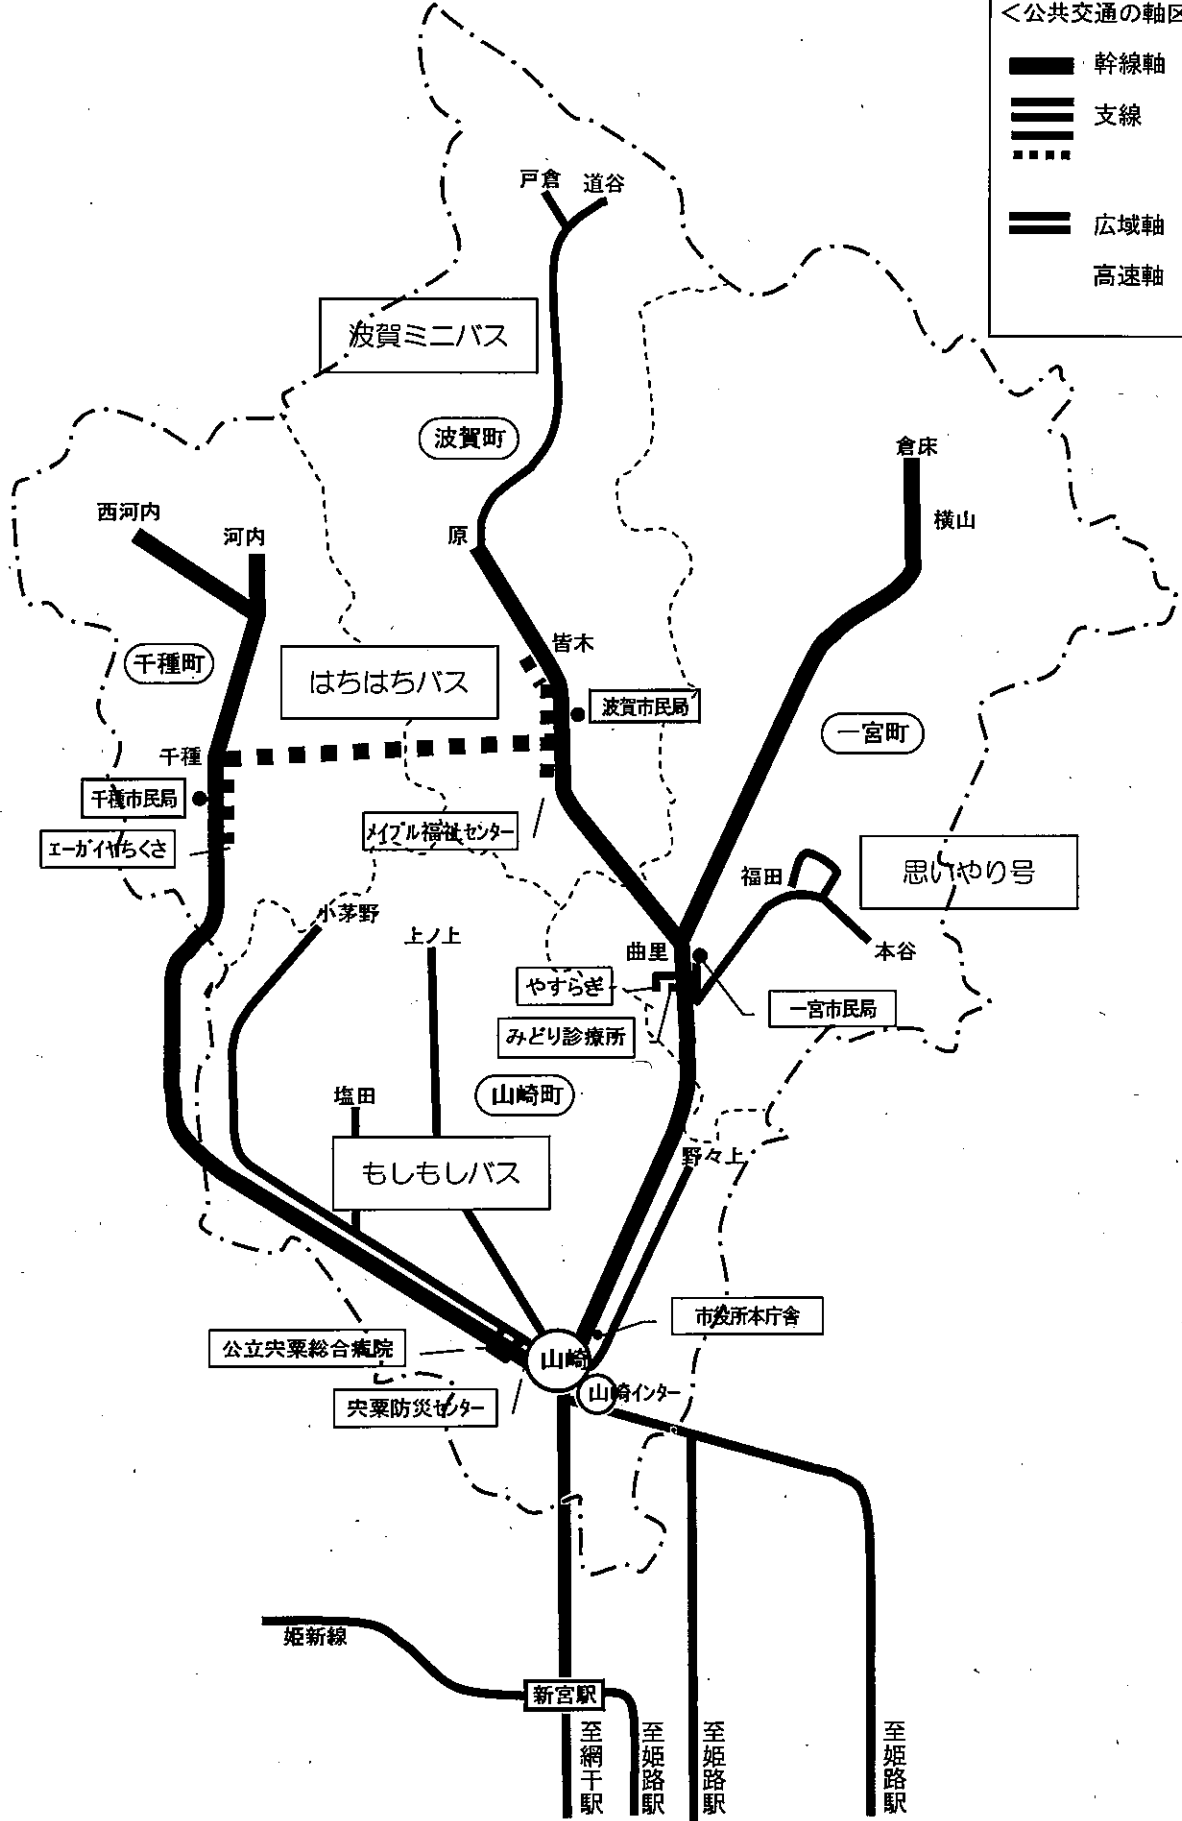 ＜公共交通の軸区
幹線軸
支線
広域軸
高速軸
戸倉
道谷
波賀ミニバス
波賀町
倉床
横山
西河内
河内
原
皆木
千種町
はちはちバス
波賀市民局
一宮町
千種
千種市民局
エーガイヤちくさ
メイプル福祉センター
福田
思いやり号
小茅野
上ノ上
曲里
本谷
やすらぎ
一宮市民局
みどり診療所
塩田
山崎町
野々上
もしもしバス
市役所本庁舎
公立宍粟総合病院
山崎
宍粟防災センター
山崎インター
姫新線
新宮駅
至網干駅
至姫路駅
至姫路駅
至姫路駅